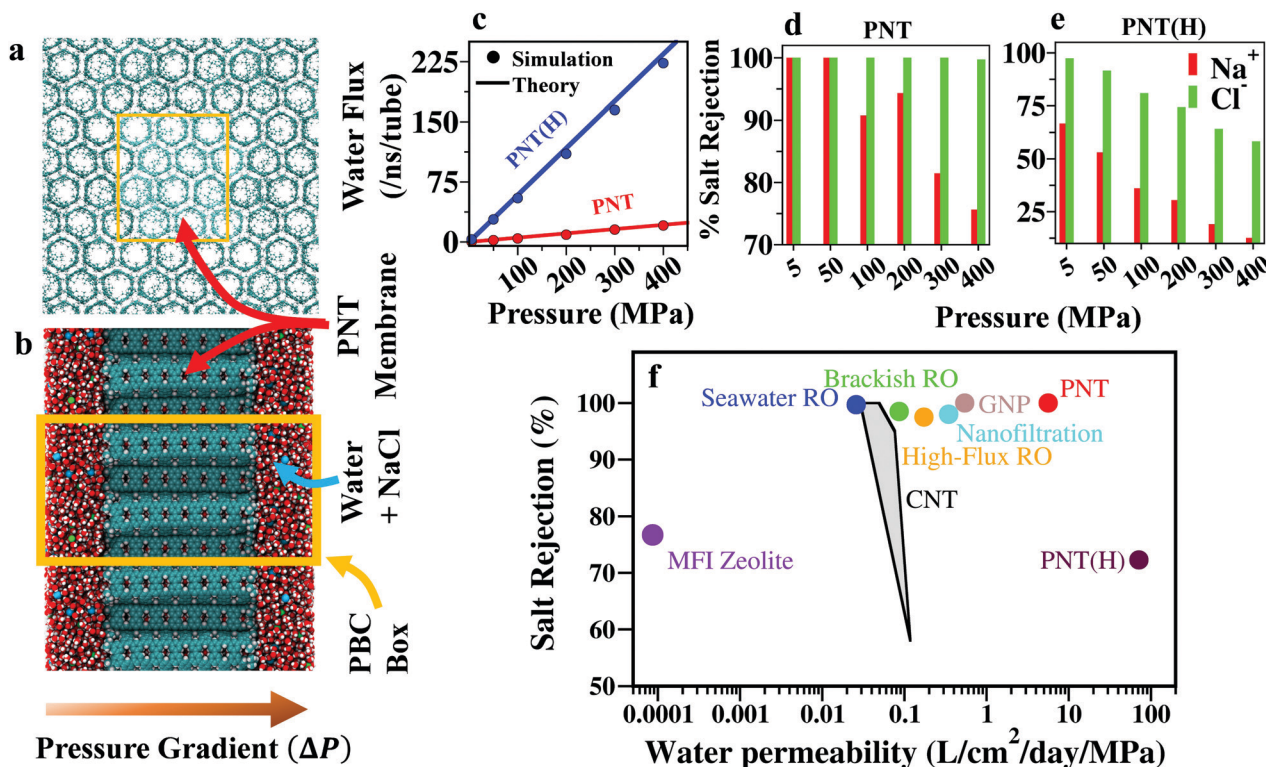 a
b
PNT
Membrane
Water
+ NaCl
PBC
Box
Pressure Gradient (ΔP)
c
Water Flux
(/ns/tube)
225
150
75
0
Simulation
Theory
PNT(H)
PNT
100
200
300
400
Pressure (MPa)
d
PNT
% Salt Rejection
100
90
80
70
5
50
100
200
300
400
e
PNT(H)
100
75
50
25
Na⁺
Cl⁻
5
50
100
200
300
400
Pressure (MPa)
f
Salt Rejection (%)
100
90
80
70
60
50
Seawater RO
Brackish RO
GNP
PNT
Nanofiltration
High-Flux RO
CNT
MFI Zeolite
PNT(H)
0.0001
0.001
0.01
0.1
1
10
100
Water permeability (L/cm²/day/MPa)